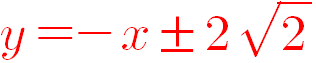 y = − x ± 2 √2